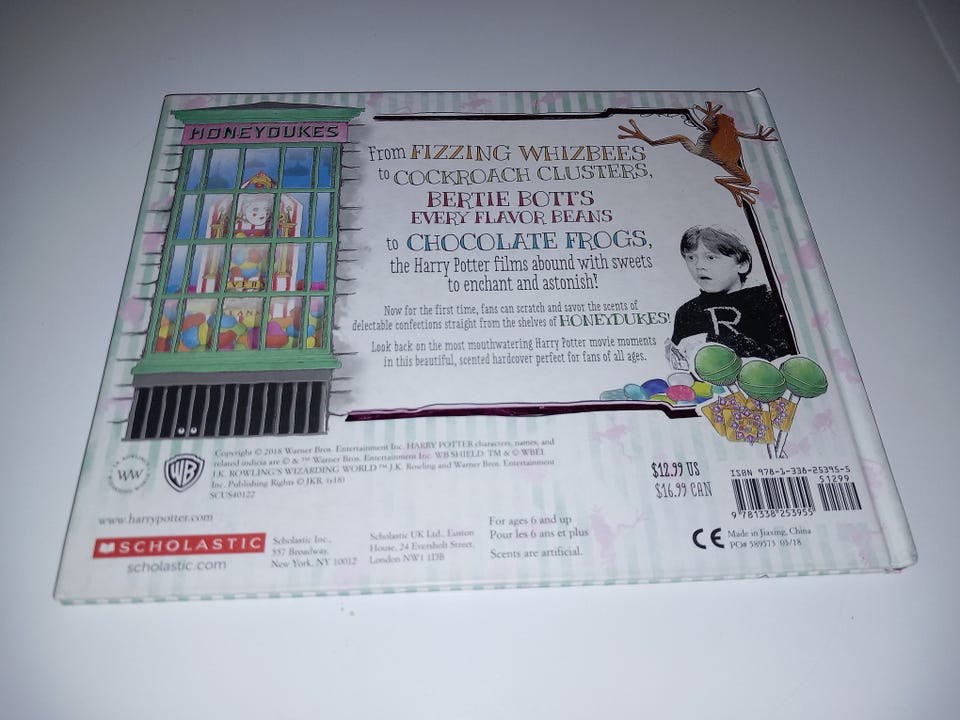 HONEYDUKES
From FIZZING WHIZBEES
to COCKROACH CLUSTERS,
BERTIE BOTT'S
EVERY FLAVOR BEANS
to CHOCOLATE FROGS,
the Harry Potter films abound with sweets
to enchant and astonish!
Now for the first time, fans can scratch and savor the scents of
delectable confections straight from the shelves of HONEYDUKES!
Look back on the most mouthwatering Harry Potter movie moments
in this beautiful, scented hardcover perfect for fans of all ages.
R
WW
WB
Copyright © 2018 Warner Bros. Entertainment Inc. HARRY POTTER characters, names, and
related indicia are © & ™ Warner Bros. Entertainment Inc. WB SHIELD: TM & © WBEI.
J.K. ROWLING'S WIZARDING WORLD ™ J.K. Rowling and Warner Bros. Entertainment
Inc. Publishing Rights © JKR. (s18)
SCUS40122
$12.99 US
$16.99 CAN
ISBN 978-1-338-25395-5
51299
9 781338 253955
www.harrypotter.com
SCHOLASTIC
scholastic.com
Scholastic Inc.,
557 Broadway,
New York, NY 10012
Scholastic UK Ltd., Euston
House, 24 Eversholt Street,
London NW1 1DB
For ages 6 and up
Pour les 6 ans et plus
Scents are artificial.
CE
Made in Jiaxing, China
PO# 589573 03/18